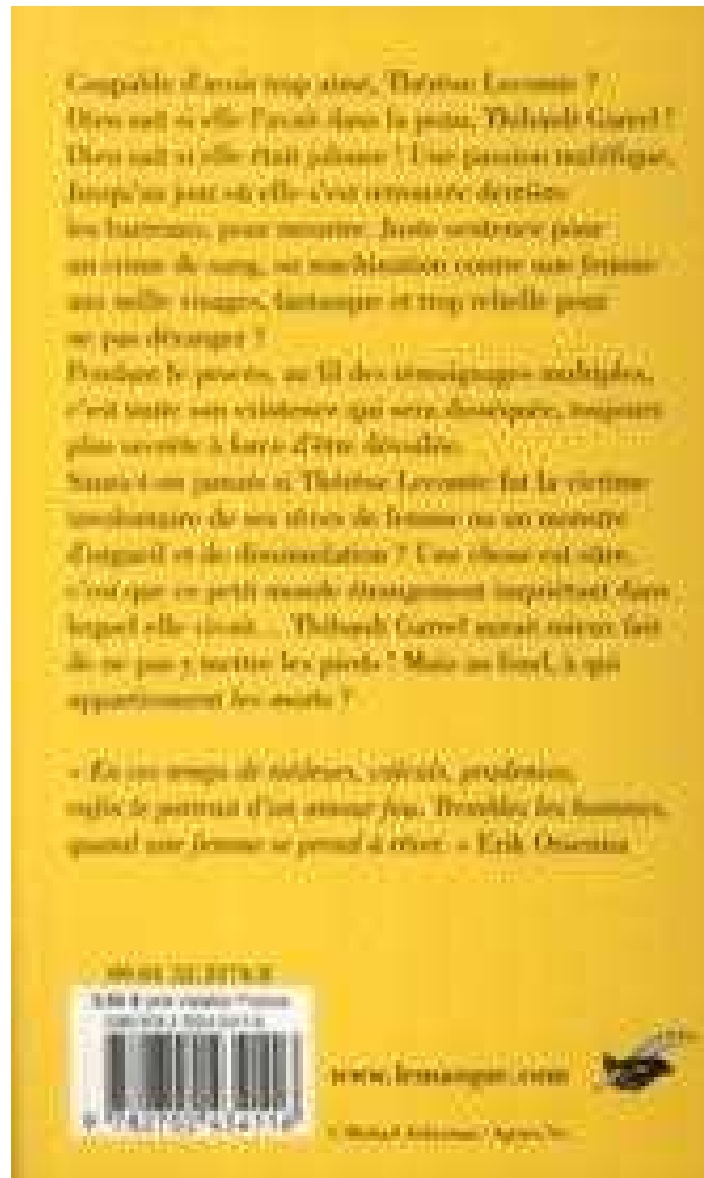 Coupable d'avoir trop aimé, Thérèse Lecomte ?
Dieu sait si elle l'avait dans la peau, Thibault Garrel !
Dieu sait si elle était jalouse ! Une passion maléfique,
Jusqu'au jour où elle s'est retrouvée derrière
les barreaux, pour meurtre. Juste sentence pour
un crime de sang, ou machination contre une femme
aux mille visages, fantasque et trop rebelle pour
ne pas déranger ?
Pendant le procès, au fil des témoignages multiples,
c'est toute son existence qui sera disséquée, toujours
plus secrète à force d'être dévoilée.
Saura-t-on jamais si Thérèse Lecomte fut la victime
involontaire de ses rêves de femme ou un monstre
d'orgueil et de dissimulation ? Une chose est sûre,
c'est que ce petit monde étrangement inquiétant dans
lequel elle vivait… Thibault Garrel aurait mieux fait
de ne pas y mettre les pieds ! Mais au fond, à qui
appartiennent les morts ?
« En ces temps de tiédeurs, calculs, prudences,
enfin le portrait d'un amour fou. Tremblez les hommes,
quand une femme se prend à rêver. » Erik Orsenna
www.lemasque.com